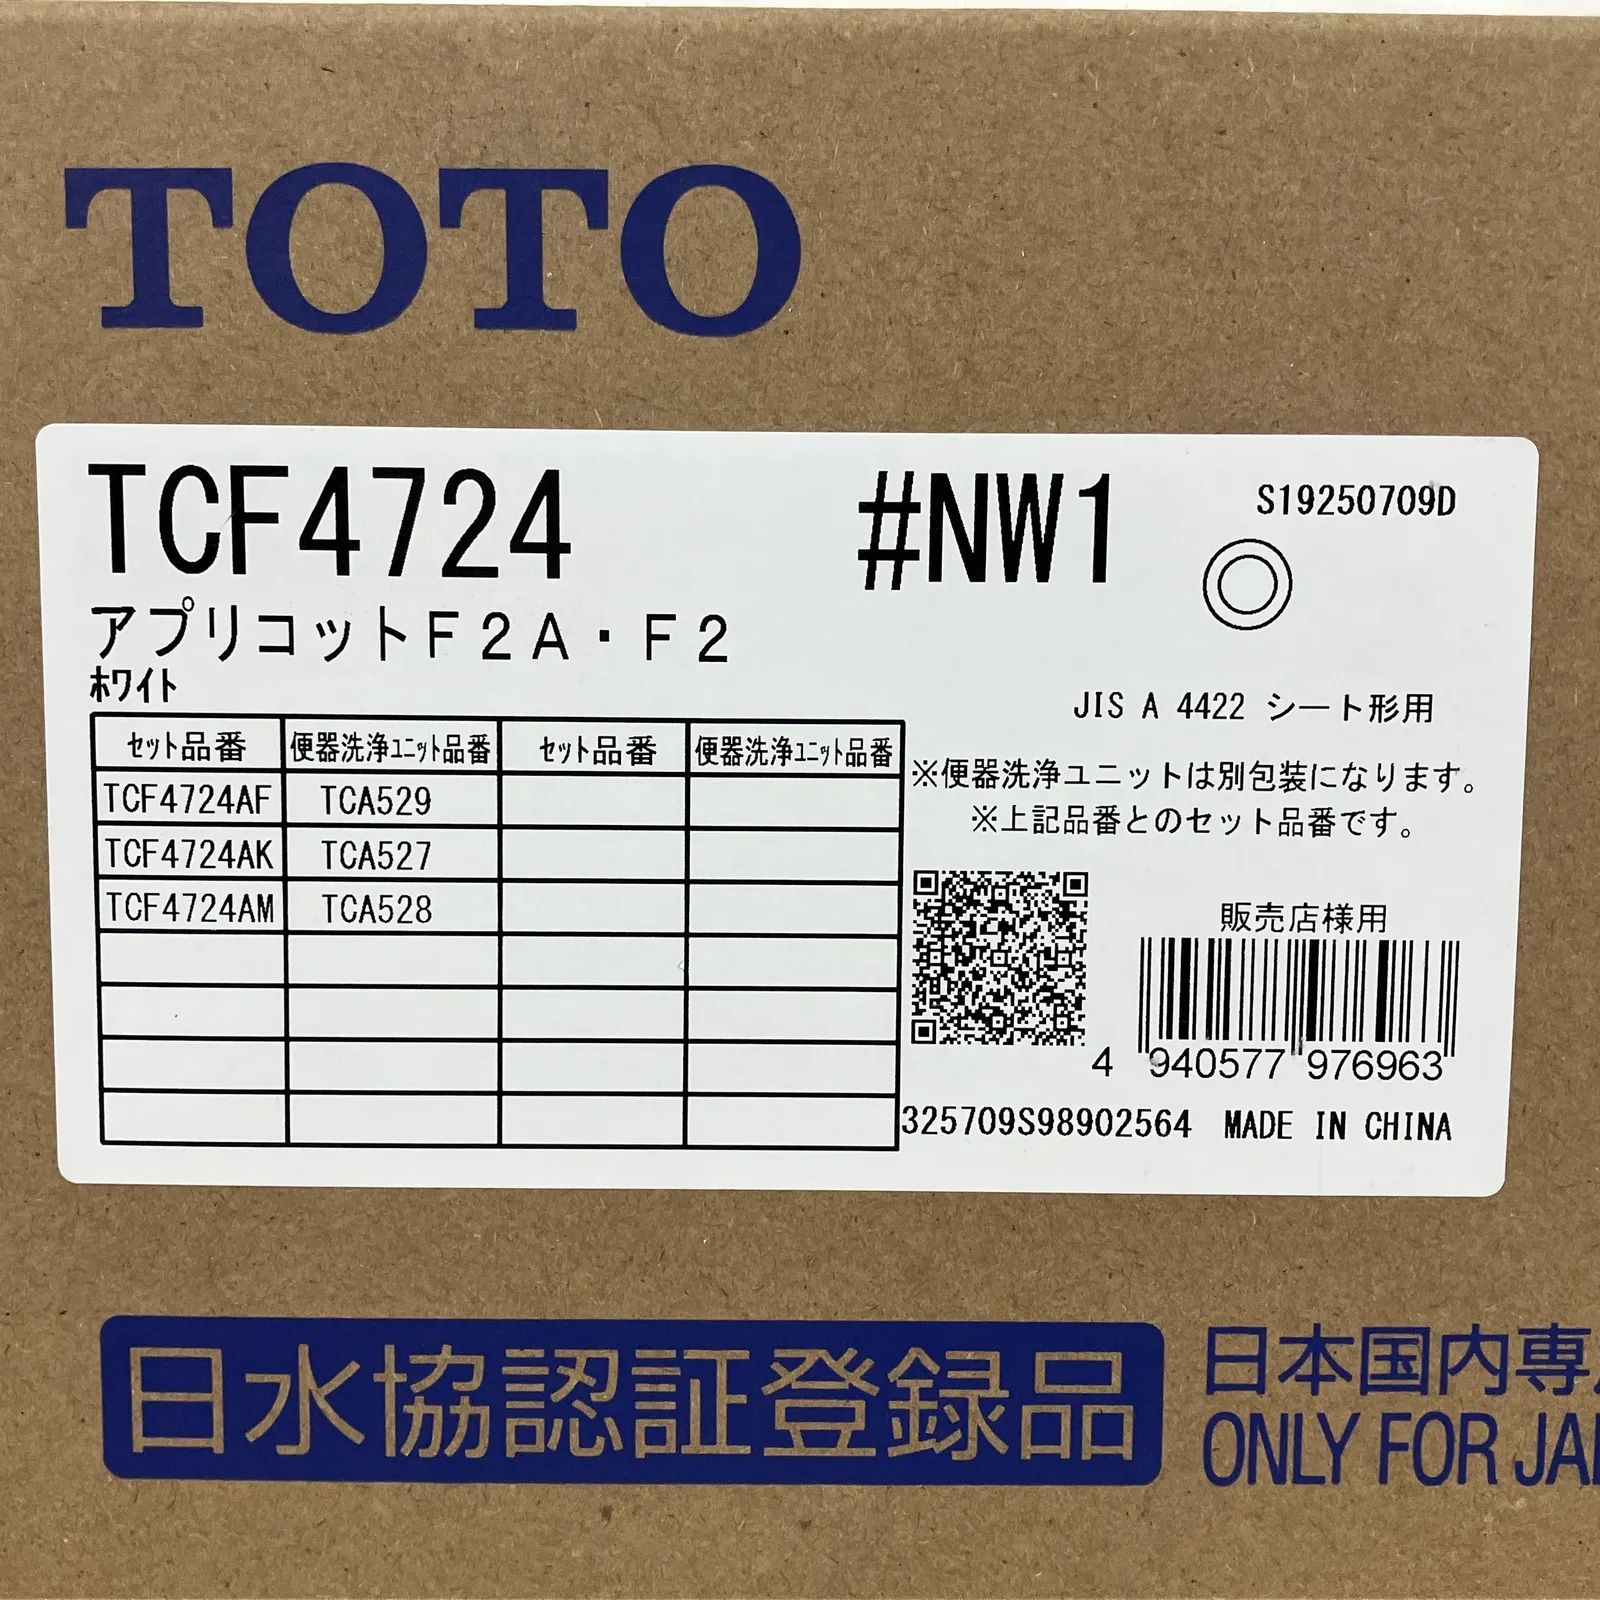 TOTO
TCF4724 #NW1 S19250709D
アプリコットF2A・F2
ホワイト
JIS A 4422 シート形用
セット品番 便器洗浄ユニット品番 セット品番 便器洗浄ユニット品番
TCF4724AF TCA529
TCF4724AK TCA527
TCF4724AM TCA528
※便器洗浄ユニットは別包装になります。
※上記品番とのセット品番です。
販売店様用
4 940577 976963
325709S98902564 MADE IN CHINA
日水協認証登録品
日本国内専
ONLY FOR JA